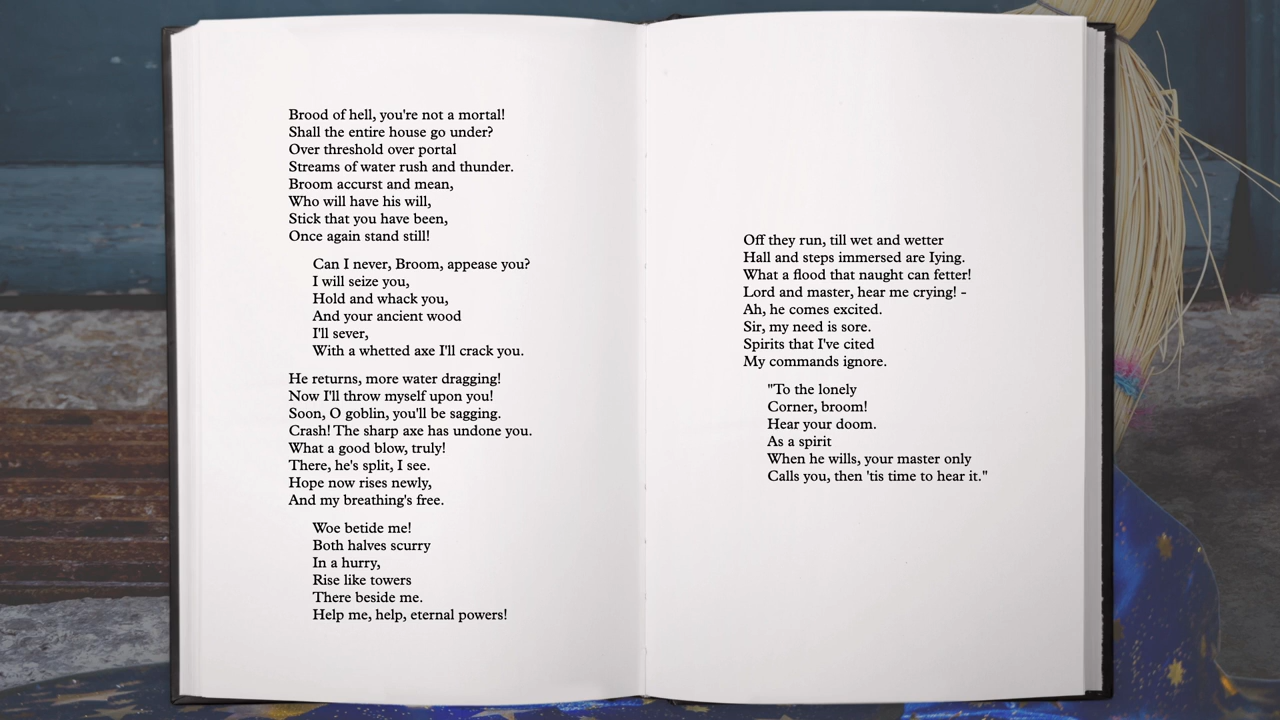 Brood of hell, you're not a mortal!
Shall the entire house go under?
Over threshold over portal
Streams of water rush and thunder.
Broom accurst and mean,
Who will have his will,
Stick that you have been,
Once again stand still!
Can I never, Broom, appease you?
I will seize you,
Hold and whack you,
And your ancient wood
I'll sever,
With a whetted axe I'll crack you.
He returns, more water dragging!
Now I'll throw myself upon you!
Soon, O goblin, you'll be sagging.
Crash! The sharp axe has undone you.
What a good blow, truly!
There, he's split, I see.
Hope now rises newly,
And my breathing's free.
Woe betide me!
Both halves scurry
In a hurry,
Rise like towers
There beside me.
Help me, help, eternal powers!
Off they run, till wet and wetter
Hall and steps immersed are Iying.
What a flood that naught can fetter!
Lord and master, hear me crying! -
Ah, he comes excited.
Sir, my need is sore.
Spirits that I've cited
My commands ignore.
"To the lonely
Corner, broom!
Hear your doom.
As a spirit
When he wills, your master only
Calls you, then 'tis time to hear it."